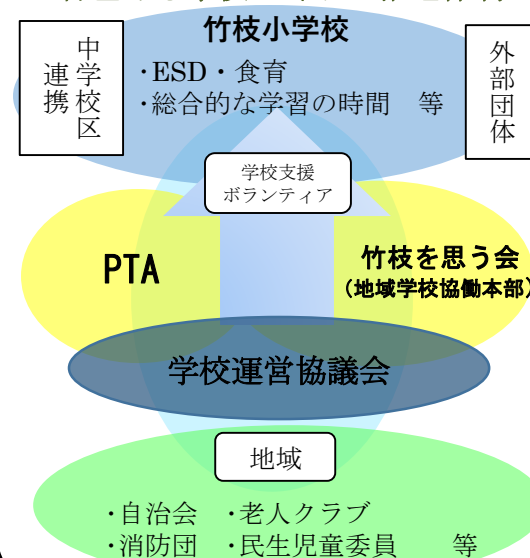 竹枝小学校
中学校区
連携
・ESD・食育
・総合的な学習の時間　等
外部団体
学校支援
ボランティア
PTA
竹枝を思う会
(地域学校協働本部)
学校運営協議会
地域
・自治会　・老人クラブ
・消防団　・民生児童委員　　等